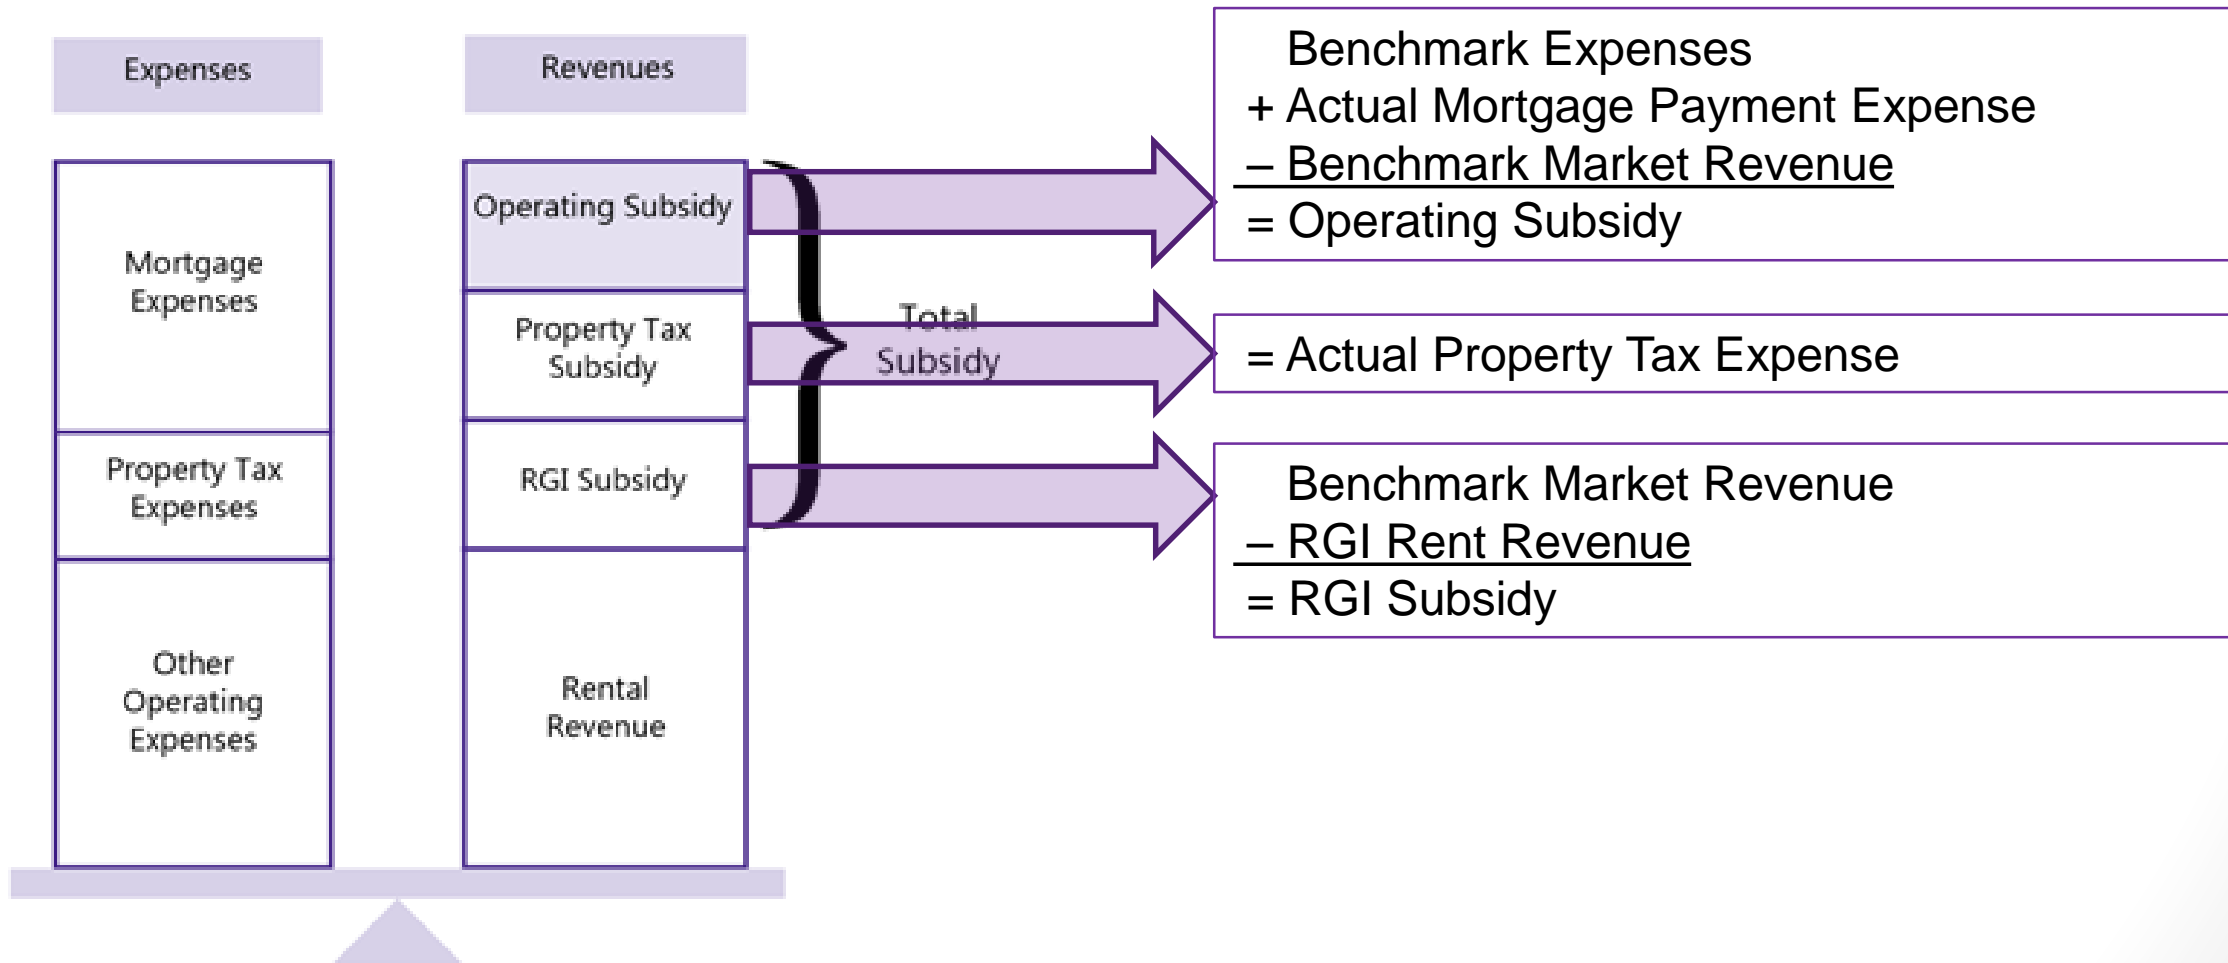 Expenses
Mortgage
Expenses
Property Tax
Expenses
Other
Operating
Expenses
Revenues
Operating Subsidy
Property Tax
Subsidy
RGI Subsidy
Rental
Revenue
Total
Subsidy
Benchmark Expenses
+ Actual Mortgage Payment Expense
– Benchmark Market Revenue
= Operating Subsidy
= Actual Property Tax Expense
Benchmark Market Revenue
– RGI Rent Revenue
= RGI Subsidy